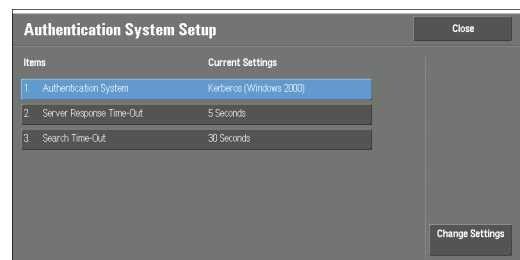 Authentication System Setup
Close
Items Current Settings
1. Authentication System Kerberos (Windows 2000)
2. Server Response Time-Out 5 Seconds
3. Search Time-Out 30 Seconds
Change Settings